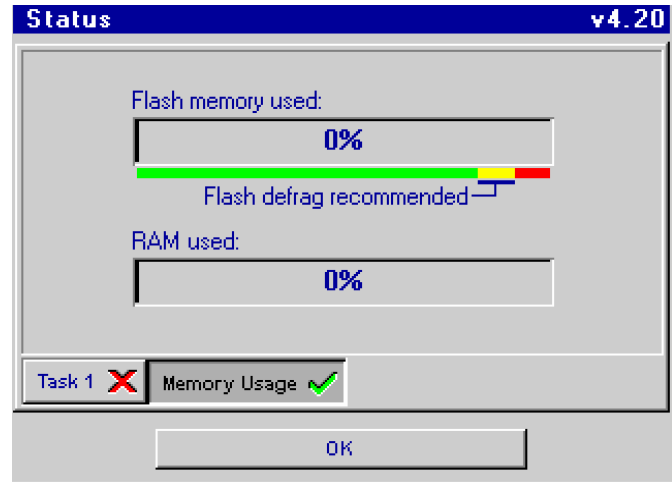 Status v4.20
Flash memory used:
0%
Flash defrag recommended
RAM used:
0%
Task 1 Memory Usage
OK